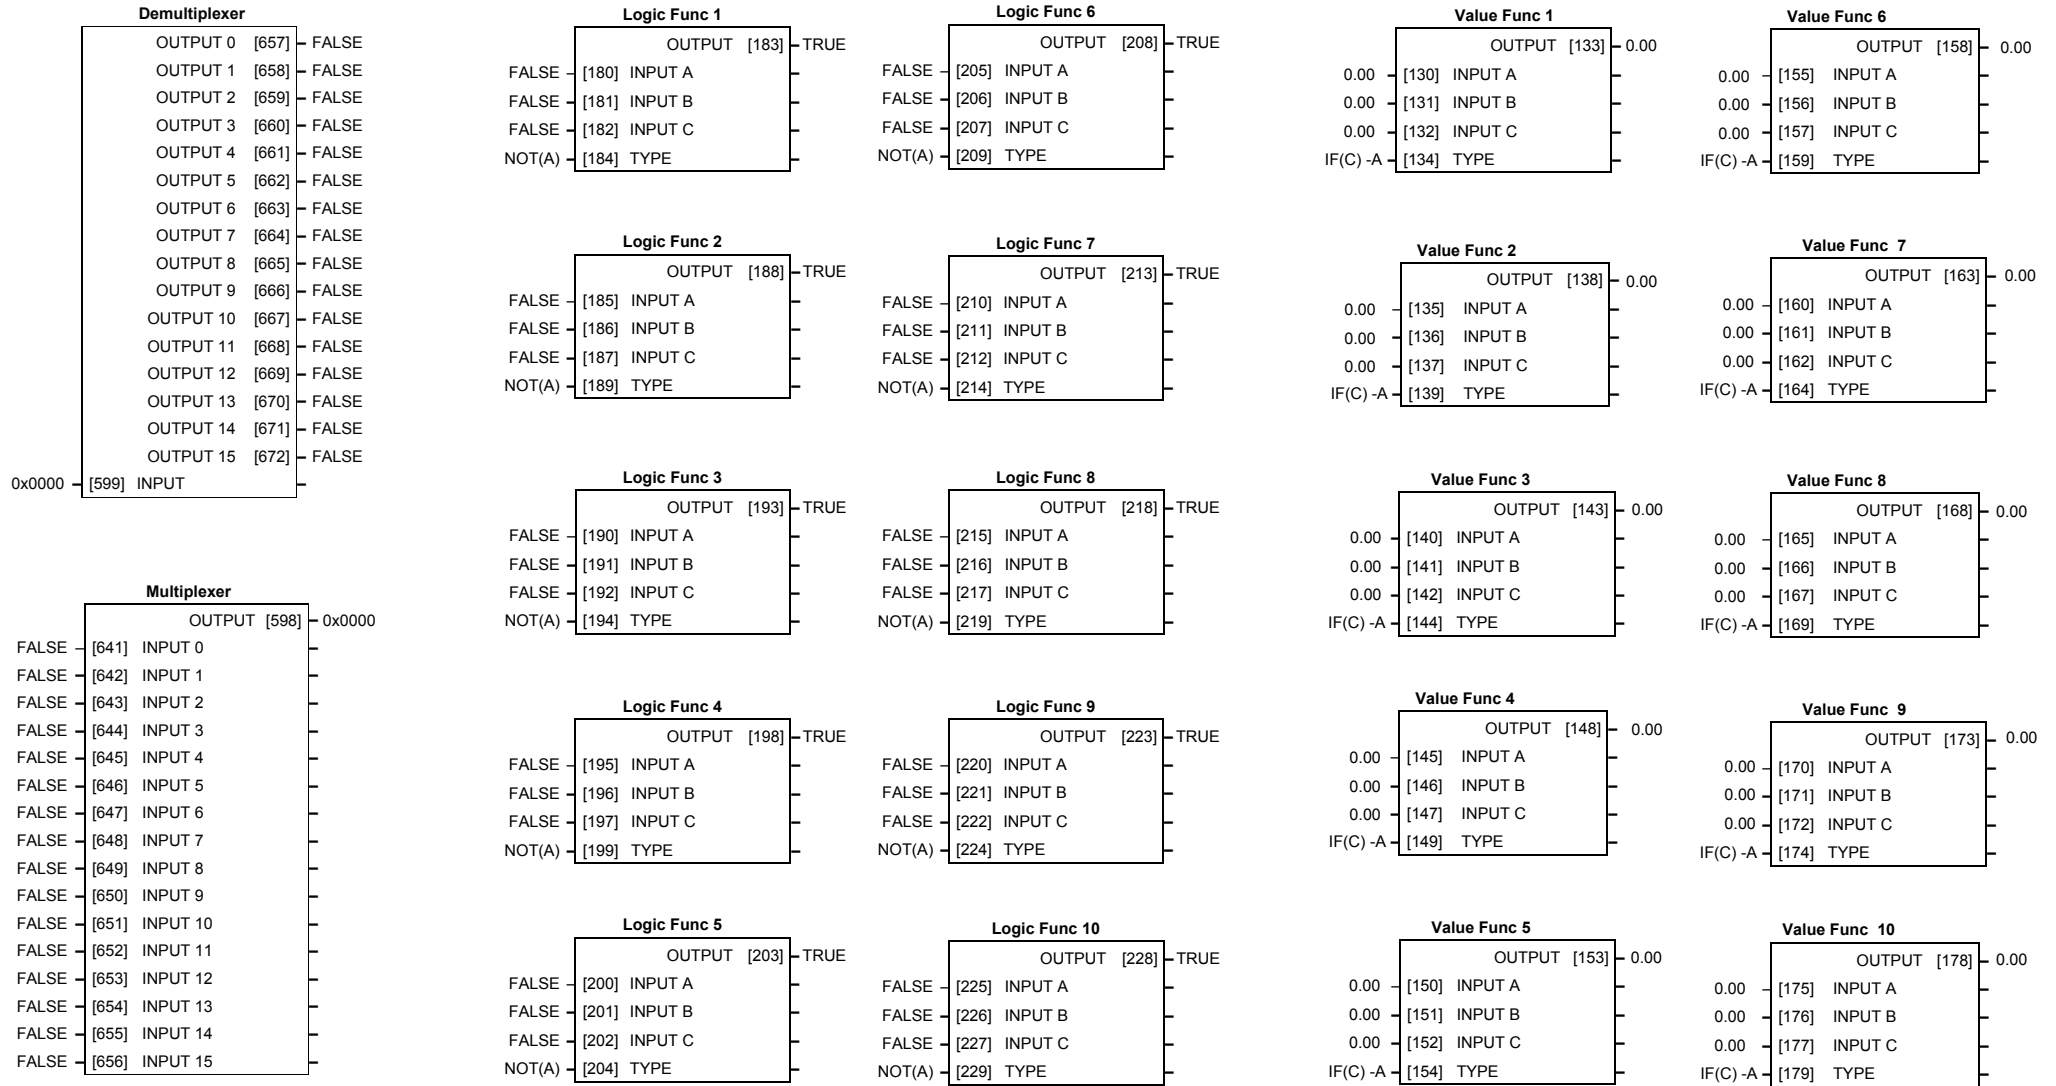 Demultiplexer
OUTPUT 0 [657] FALSE
OUTPUT 1 [658] FALSE
OUTPUT 2 [659] FALSE
OUTPUT 3 [660] FALSE
OUTPUT 4 [661] FALSE
OUTPUT 5 [662] FALSE
OUTPUT 6 [663] FALSE
OUTPUT 7 [664] FALSE
OUTPUT 8 [665] FALSE
OUTPUT 9 [666] FALSE
OUTPUT 10 [667] FALSE
OUTPUT 11 [668] FALSE
OUTPUT 12 [669] FALSE
OUTPUT 13 [670] FALSE
OUTPUT 14 [671] FALSE
OUTPUT 15 [672] FALSE
0x0000 [599] INPUT
Multiplexer
OUTPUT [598] 0x0000
FALSE [641] INPUT 0
FALSE [642] INPUT 1
FALSE [643] INPUT 2
FALSE [644] INPUT 3
FALSE [645] INPUT 4
FALSE [646] INPUT 5
FALSE [647] INPUT 6
FALSE [648] INPUT 7
FALSE [649] INPUT 8
FALSE [650] INPUT 9
FALSE [651] INPUT 10
FALSE [652] INPUT 11
FALSE [653] INPUT 12
FALSE [654] INPUT 13
FALSE [655] INPUT 14
FALSE [656] INPUT 15
Logic Func 1
OUTPUT [183] TRUE
FALSE [180] INPUT A
FALSE [181] INPUT B
FALSE [182] INPUT C
NOT(A) [184] TYPE
Logic Func 2
OUTPUT [188] TRUE
FALSE [185] INPUT A
FALSE [186] INPUT B
FALSE [187] INPUT C
NOT(A) [189] TYPE
Logic Func 3
OUTPUT [193] TRUE
FALSE [190] INPUT A
FALSE [191] INPUT B
FALSE [192] INPUT C
NOT(A) [194] TYPE
Logic Func 4
OUTPUT [198] TRUE
FALSE [195] INPUT A
FALSE [196] INPUT B
FALSE [197] INPUT C
NOT(A) [199] TYPE
Logic Func 5
OUTPUT [203] TRUE
FALSE [200] INPUT A
FALSE [201] INPUT B
FALSE [202] INPUT C
NOT(A) [204] TYPE
Logic Func 6
OUTPUT [208] TRUE
FALSE [205] INPUT A
FALSE [206] INPUT B
FALSE [207] INPUT C
NOT(A) [209] TYPE
Logic Func 7
OUTPUT [213] TRUE
FALSE [210] INPUT A
FALSE [211] INPUT B
FALSE [212] INPUT C
NOT(A) [214] TYPE
Logic Func 8
OUTPUT [218] TRUE
FALSE [215] INPUT A
FALSE [216] INPUT B
FALSE [217] INPUT C
NOT(A) [219] TYPE
Logic Func 9
OUTPUT [223] TRUE
FALSE [220] INPUT A
FALSE [221] INPUT B
FALSE [222] INPUT C
NOT(A) [224] TYPE
Logic Func 10
OUTPUT [228] TRUE
FALSE [225] INPUT A
FALSE [226] INPUT B
FALSE [227] INPUT C
NOT(A) [229] TYPE
Value Func 1
OUTPUT [133] 0.00
0.00 [130] INPUT A
0.00 [131] INPUT B
0.00 [132] INPUT C
IF(C) -A [134] TYPE
Value Func 2
OUTPUT [138] 0.00
0.00 [135] INPUT A
0.00 [136] INPUT B
0.00 [137] INPUT C
IF(C) -A [139] TYPE
Value Func 3
OUTPUT [143] 0.00
0.00 [140] INPUT A
0.00 [141] INPUT B
0.00 [142] INPUT C
IF(C) -A [144] TYPE
Value Func 4
OUTPUT [148] 0.00
0.00 [145] INPUT A
0.00 [146] INPUT B
0.00 [147] INPUT C
IF(C) -A [149] TYPE
Value Func 5
OUTPUT [153] 0.00
0.00 [150] INPUT A
0.00 [151] INPUT B
0.00 [152] INPUT C
IF(C) -A [154] TYPE
Value Func 6
OUTPUT [158] 0.00
0.00 [155] INPUT A
0.00 [156] INPUT B
0.00 [157] INPUT C
IF(C) -A [159] TYPE
Value Func 7
OUTPUT [163] 0.00
0.00 [160] INPUT A
0.00 [161] INPUT B
0.00 [162] INPUT C
IF(C) -A [164] TYPE
Value Func 8
OUTPUT [168] 0.00
0.00 [165] INPUT A
0.00 [166] INPUT B
0.00 [167] INPUT C
IF(C) -A [169] TYPE
Value Func 9
OUTPUT [173] 0.00
0.00 [170] INPUT A
0.00 [171] INPUT B
0.00 [172] INPUT C
IF(C) -A [174] TYPE
Value Func 10
OUTPUT [178] 0.00
0.00 [175] INPUT A
0.00 [176] INPUT B
0.00 [177] INPUT C
IF(C) -A [179] TYPE